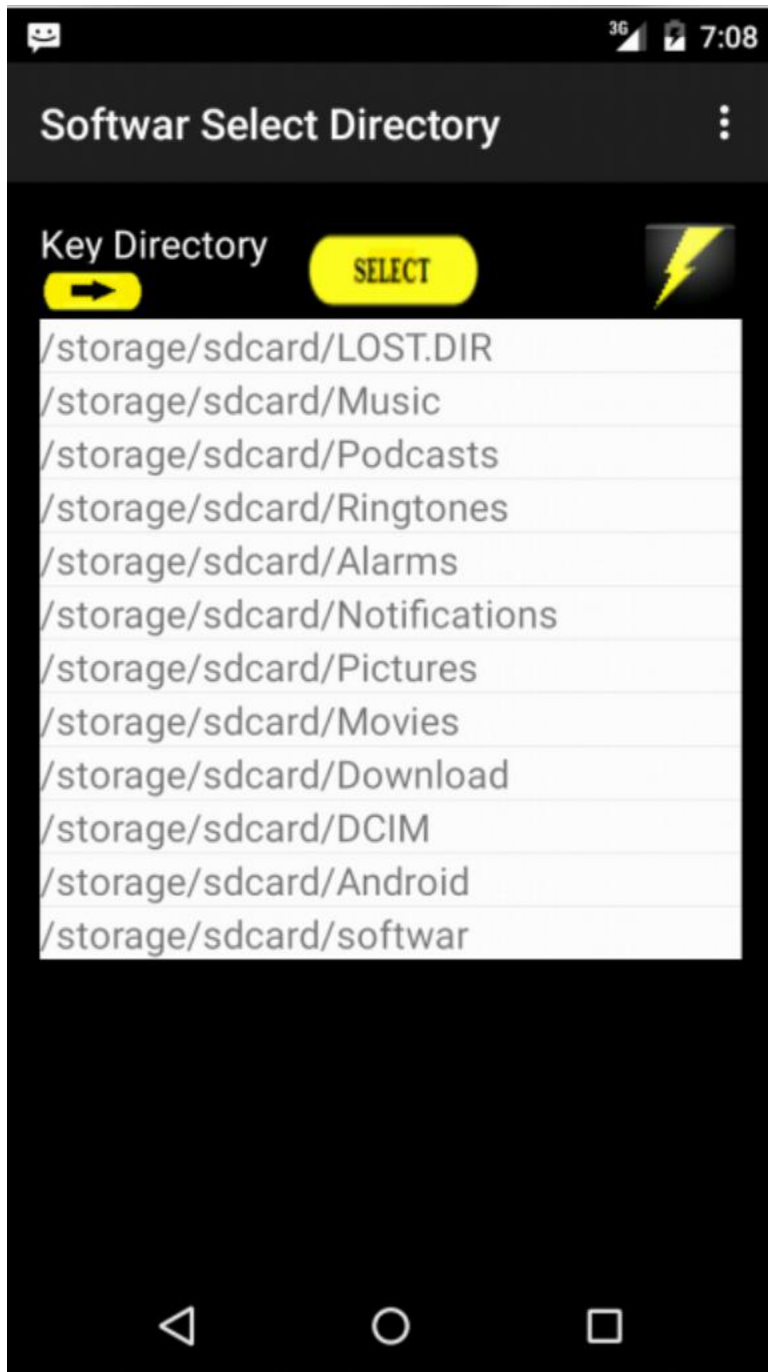 3G 7:08
Softwar Select Directory
Key Directory
SELECT
/storage/sdcard/LOST.DIR
/storage/sdcard/Music
/storage/sdcard/Podcasts
/storage/sdcard/Ringtones
/storage/sdcard/Alarms
/storage/sdcard/Notifications
/storage/sdcard/Pictures
/storage/sdcard/Movies
/storage/sdcard/Download
/storage/sdcard/DCIM
/storage/sdcard/Android
/storage/sdcard/softwar